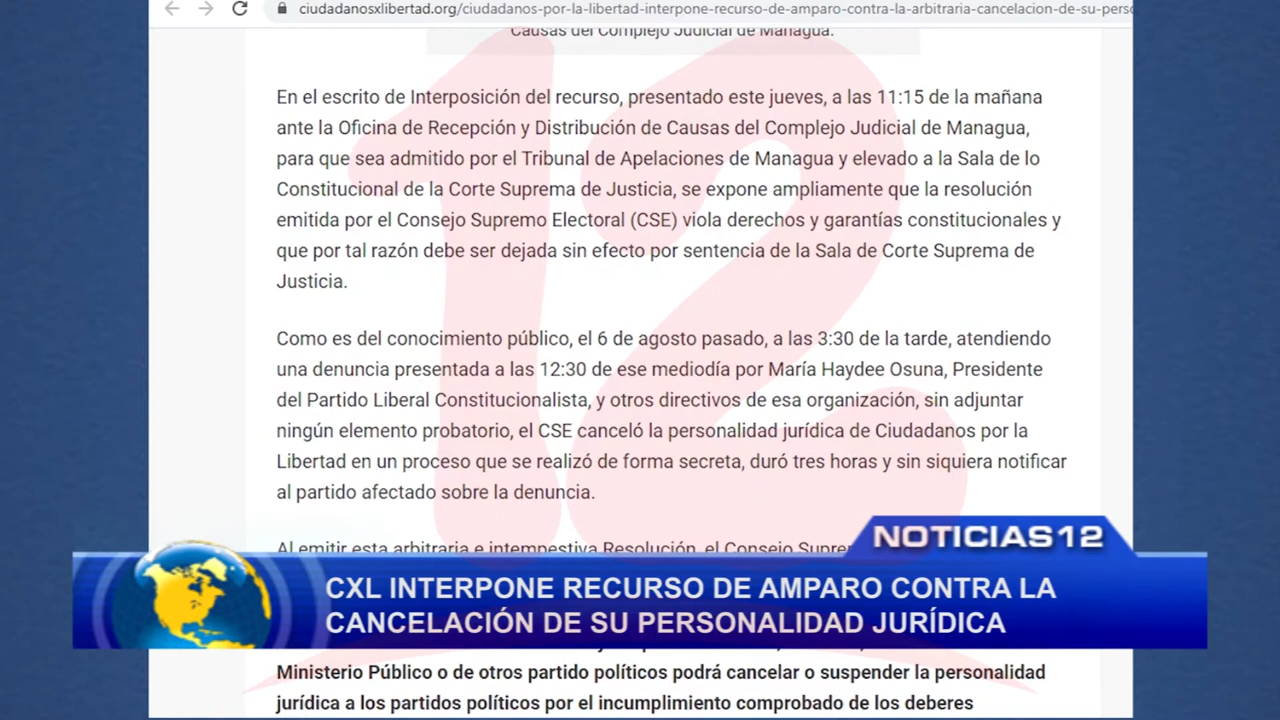 ciudadanosxlibertad.org/ciudadanos-por-la-libertad-interpone-recurso-de-amparo-contra-la-arbitraria-cancelacion-de-su-perso
Causas del Complejo Judicial de Managua.
En el escrito de Interposición del recurso, presentado este jueves, a las 11:15 de la mañana
ante la Oficina de Recepción y Distribución de Causas del Complejo Judicial de Managua,
para que sea admitido por el Tribunal de Apelaciones de Managua y elevado a la Sala de lo
Constitucional de la Corte Suprema de Justicia, se expone ampliamente que la resolución
emitida por el Consejo Supremo Electoral (CSE) viola derechos y garantías constitucionales y
que por tal razón debe ser dejada sin efecto por sentencia de la Sala de Corte Suprema de
Justicia.
Como es del conocimiento público, el 6 de agosto pasado, a las 3:30 de la tarde, atendiendo
una denuncia presentada a las 12:30 de ese mediodía por María Haydee Osuna, Presidente
del Partido Liberal Constitucionalista, y otros directivos de esa organización, sin adjuntar
ningún elemento probatorio, el CSE canceló la personalidad jurídica de Ciudadanos por la
Libertad en un proceso que se realizó de forma secreta, duró tres horas y sin siquiera notificar
al partido afectado sobre la denuncia.
Al emitir esta arbitraria e intempestiva Resolución, el Consejo
NOTICIAS12
CXL INTERPONE RECURSO DE AMPARO CONTRA LA
CANCELACIÓN DE SU PERSONALIDAD JURÍDICA
Ministerio Público o de otros partido políticos podrá cancelar o suspender la personalidad
jurídica a los partidos políticos por el incumplimiento comprobado de los deberes
12